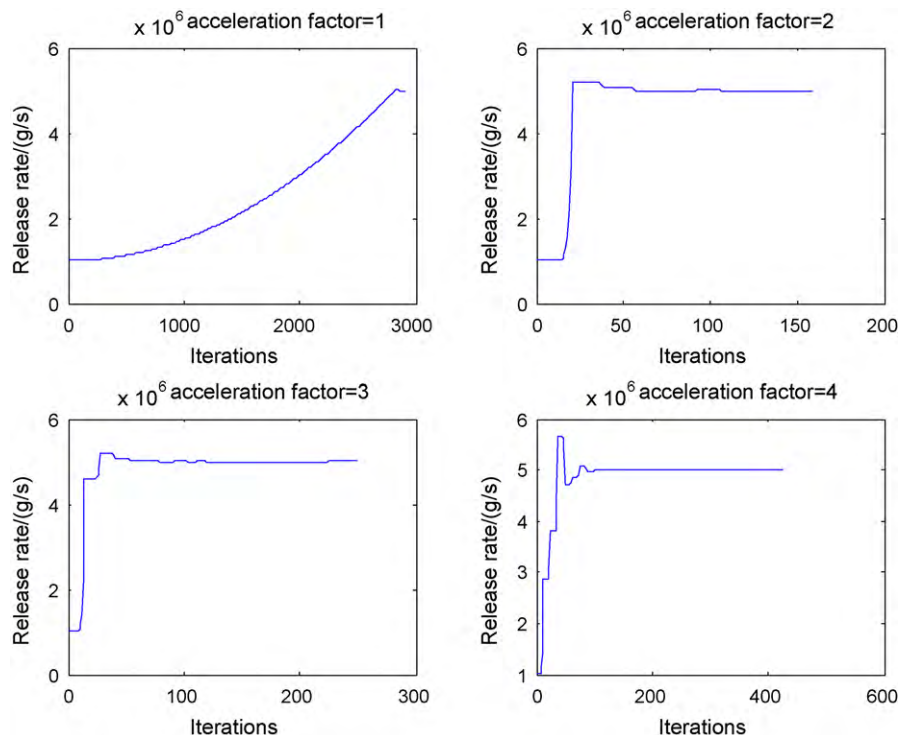 x 10^6 acceleration factor=1
6
4
2
0
Release rate/(g/s)
0 1000 2000 3000
Iterations
x 10^6 acceleration factor=2
6
4
2
0
Release rate/(g/s)
0 50 100 150 200
Iterations
x 10^6 acceleration factor=3
6
4
2
0
Release rate/(g/s)
0 100 200 300
Iterations
x 10^6 acceleration factor=4
6
5
4
3
2
1
Release rate/(g/s)
0 200 400 600
Iterations